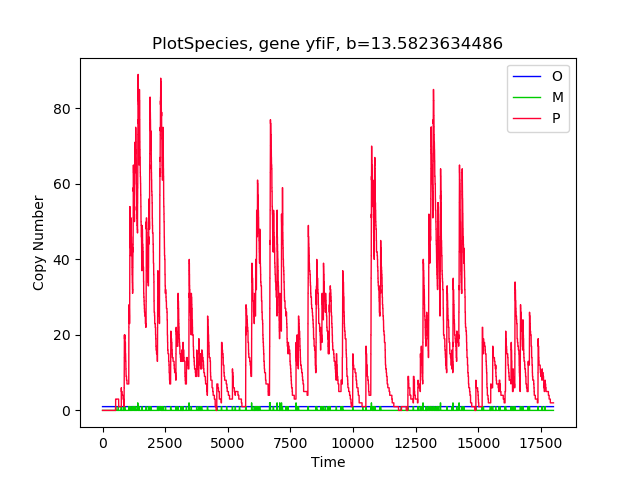 PlotSpecies, gene yfiF, b=13.5823634486
O
M
P
80
60
40
20
0
Copy Number
0 2500 5000 7500 10000 12500 15000 17500
Time